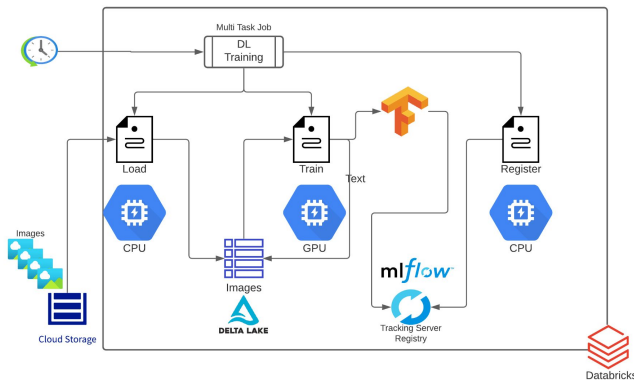 Multi Task Job
DL
Training
Load
Train
Register
Text
CPU
GPU
CPU
Images
Images
mlflow™
DELTA LAKE
Tracking Server
Registry
Cloud Storage
Databricks